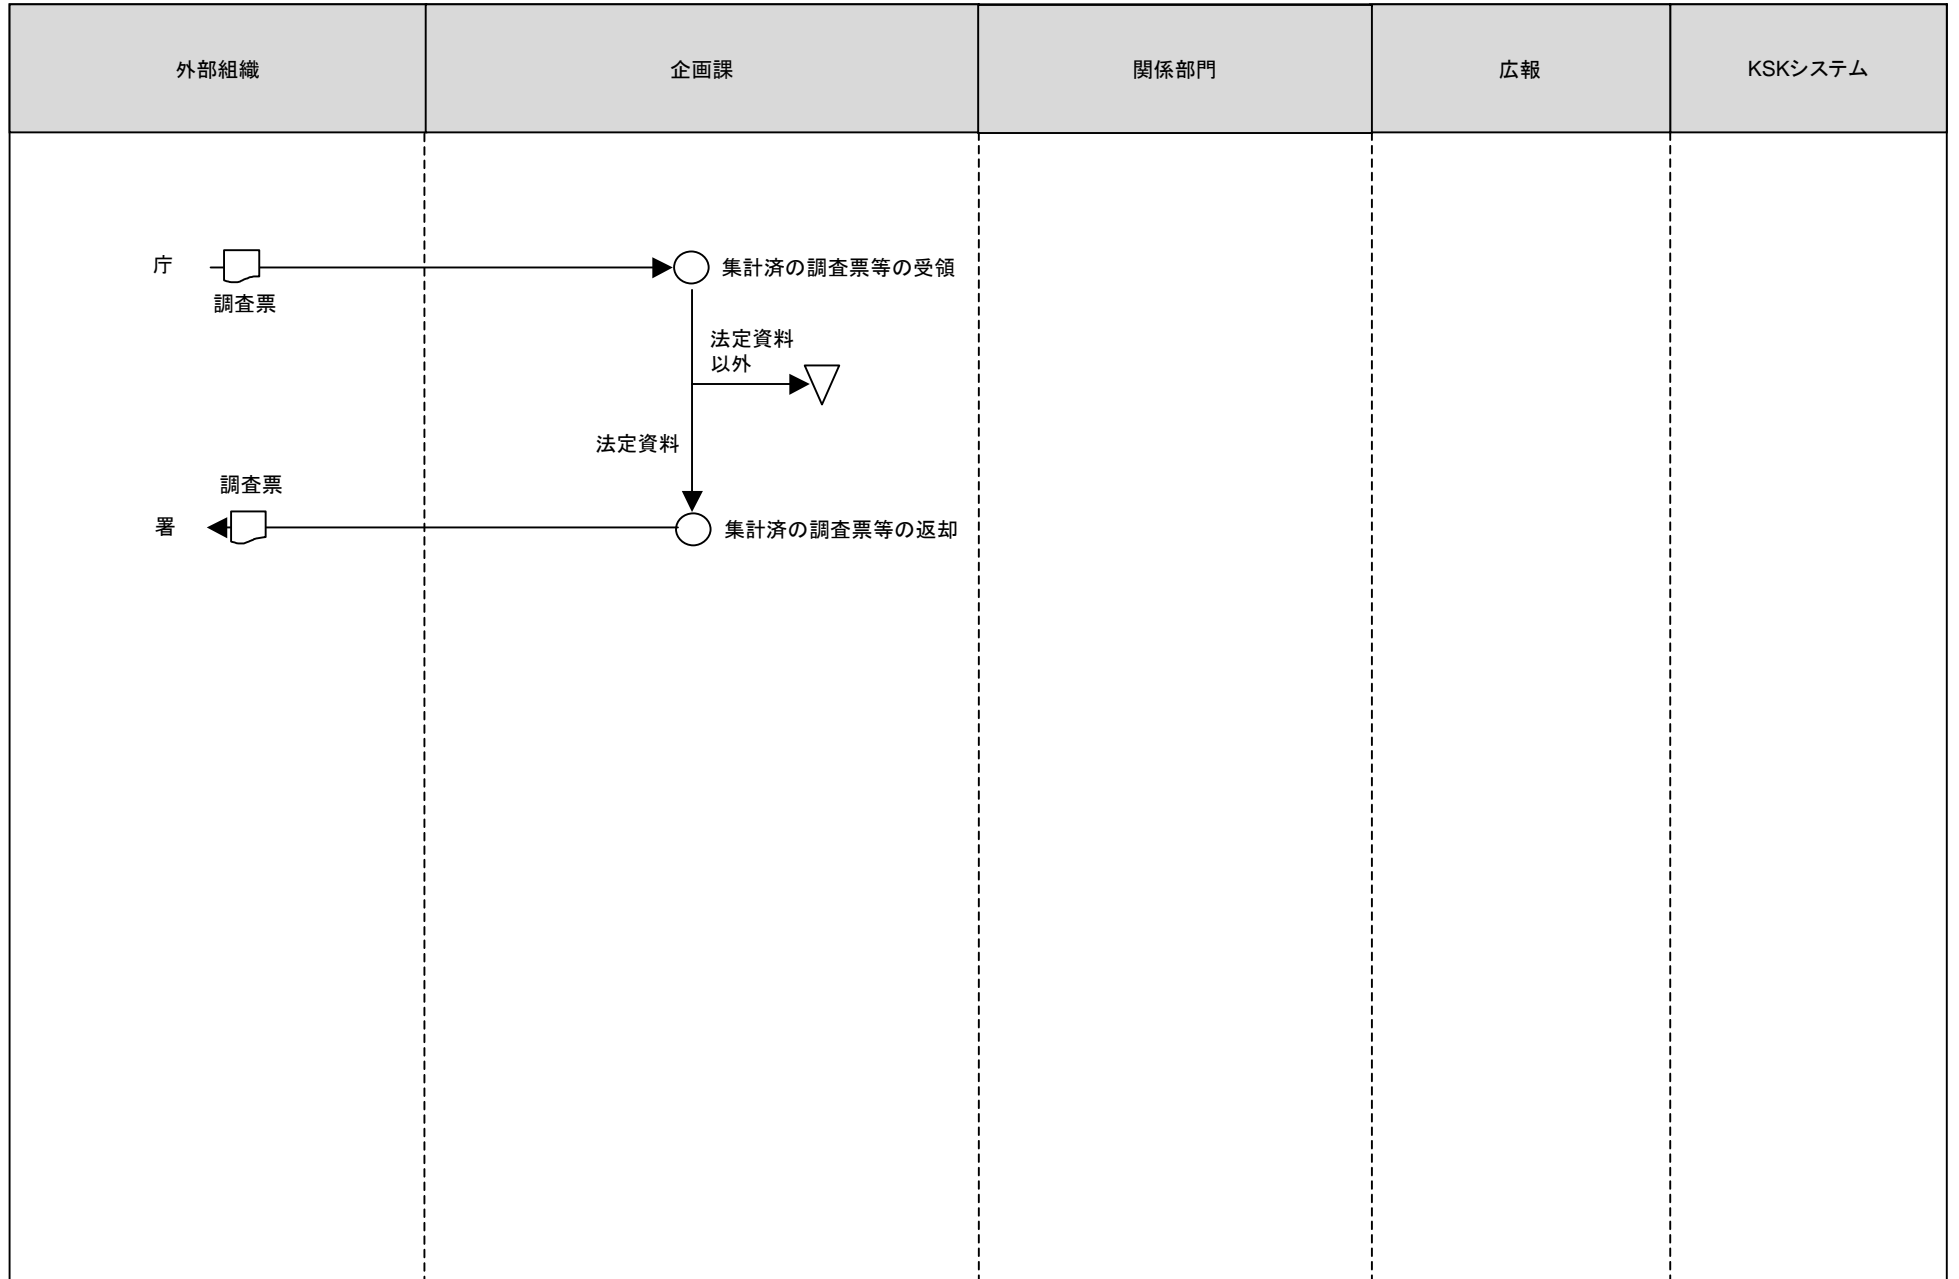 外部組織
企画課
関係部門
広報
KSKシステム
庁
調査票
集計済の調査票等の受領
法定資料
以外
法定資料
調査票
署
集計済の調査票等の返却